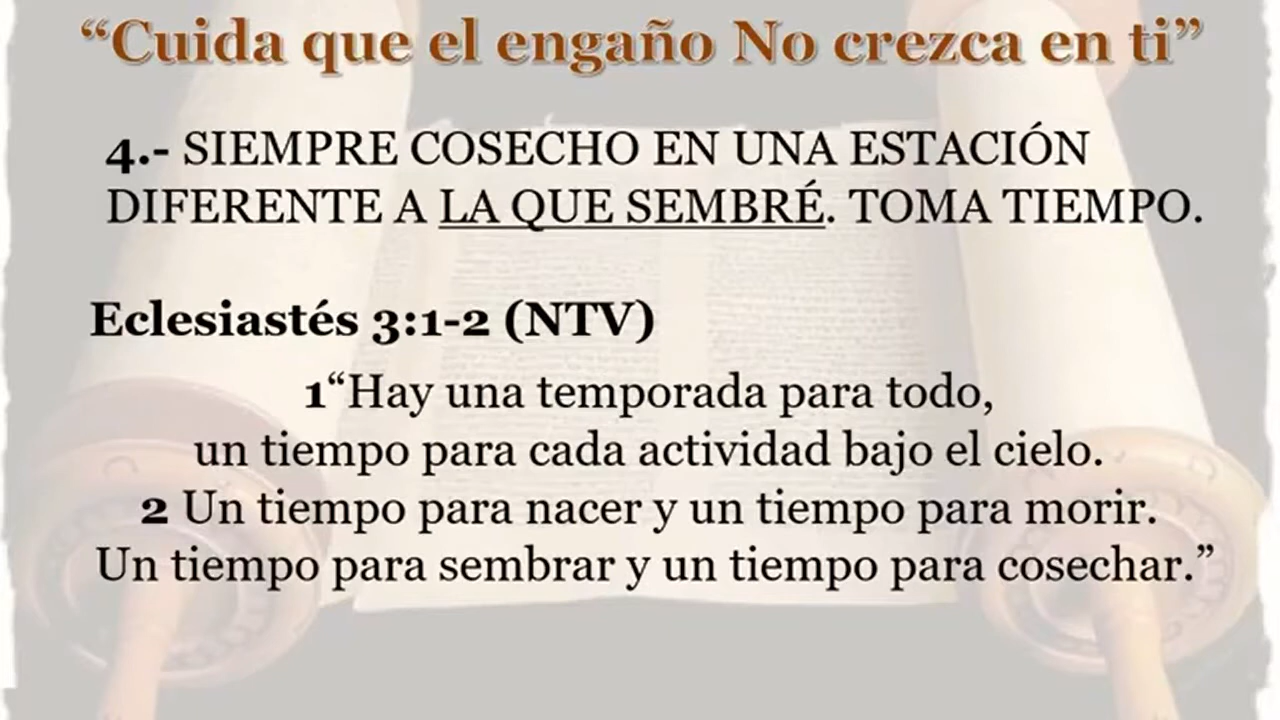 “Cuida que el engaño No crezca en ti”
4.- SIEMPRE COSECHO EN UNA ESTACIÓN
DIFERENTE A LA QUE SEMBRÉ. TOMA TIEMPO.
Eclesiastés 3:1-2 (NTV)
1“Hay una temporada para todo,
un tiempo para cada actividad bajo el cielo.
2 Un tiempo para nacer y un tiempo para morir.
Un tiempo para sembrar y un tiempo para cosechar.”